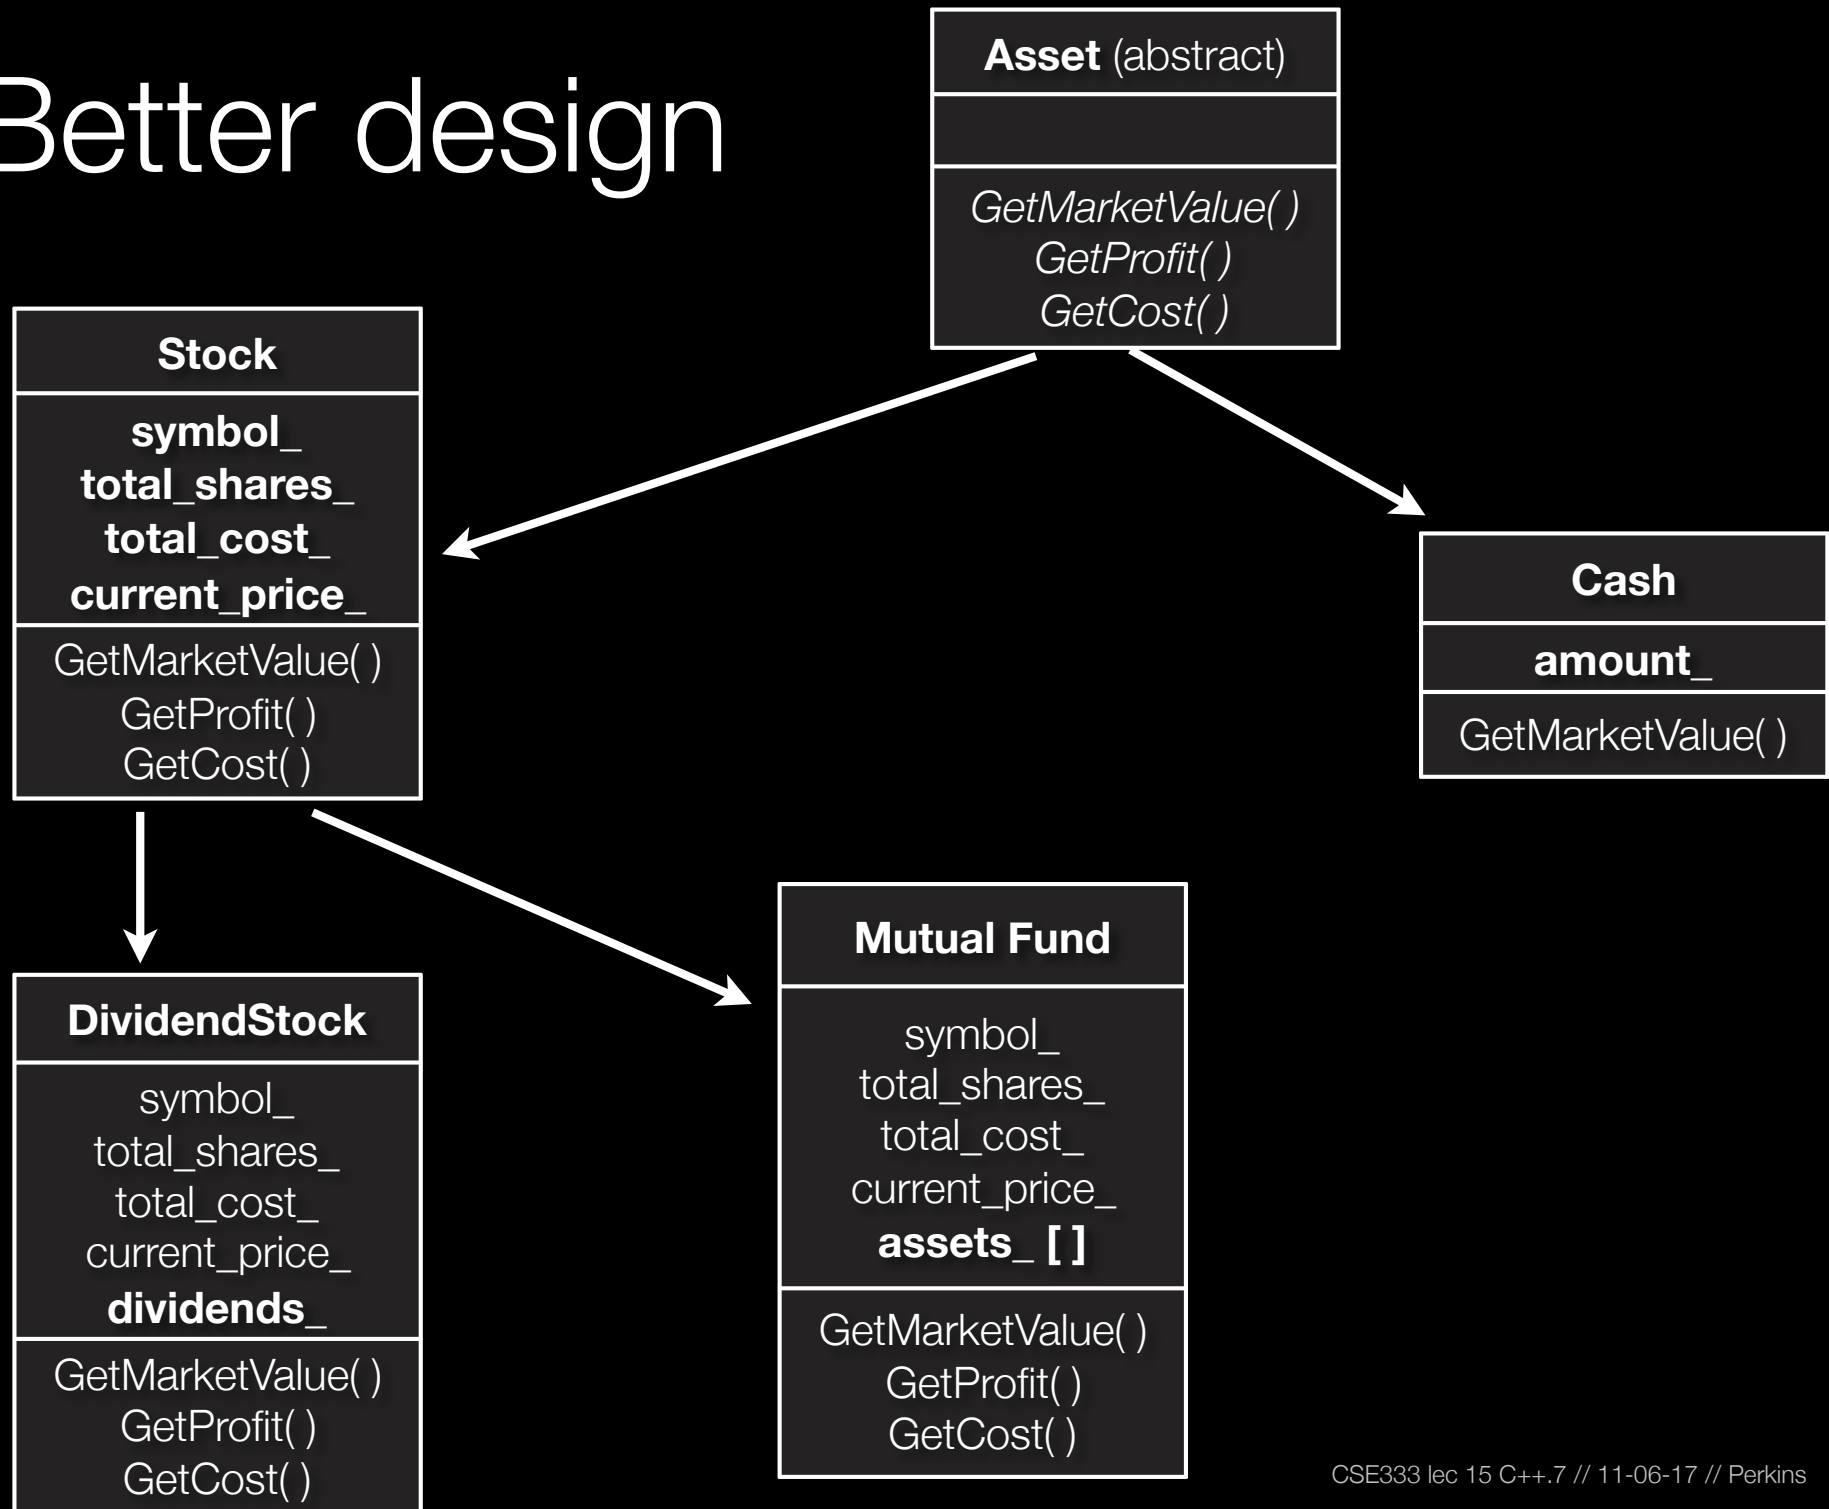 Better design
Asset (abstract)
GetMarketValue( )
GetProfit( )
GetCost( )
Stock
symbol_
total_shares_
total_cost_
current_price_
GetMarketValue( )
GetProfit( )
GetCost( )
Cash
amount_
GetMarketValue( )
DividendStock
symbol_
total_shares_
total_cost_
current_price_
dividends_
GetMarketValue( )
GetProfit( )
GetCost( )
Mutual Fund
symbol_
total_shares_
total_cost_
current_price_
assets_ [ ]
GetMarketValue( )
GetProfit( )
GetCost( )
CSE333 lec 15 C++.7 // 11-06-17 // Perkins